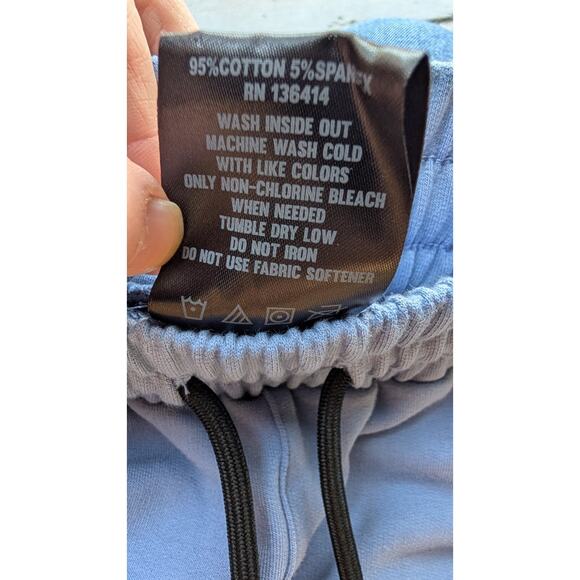 95%COTTON 5%SPANDEX
RN 136414
WASH INSIDE OUT
MACHINE WASH COLD
WITH LIKE COLORS
ONLY NON-CHLORINE BLEACH
WHEN NEEDED
TUMBLE DRY LOW
DO NOT IRON
DO NOT USE FABRIC SOFTENER